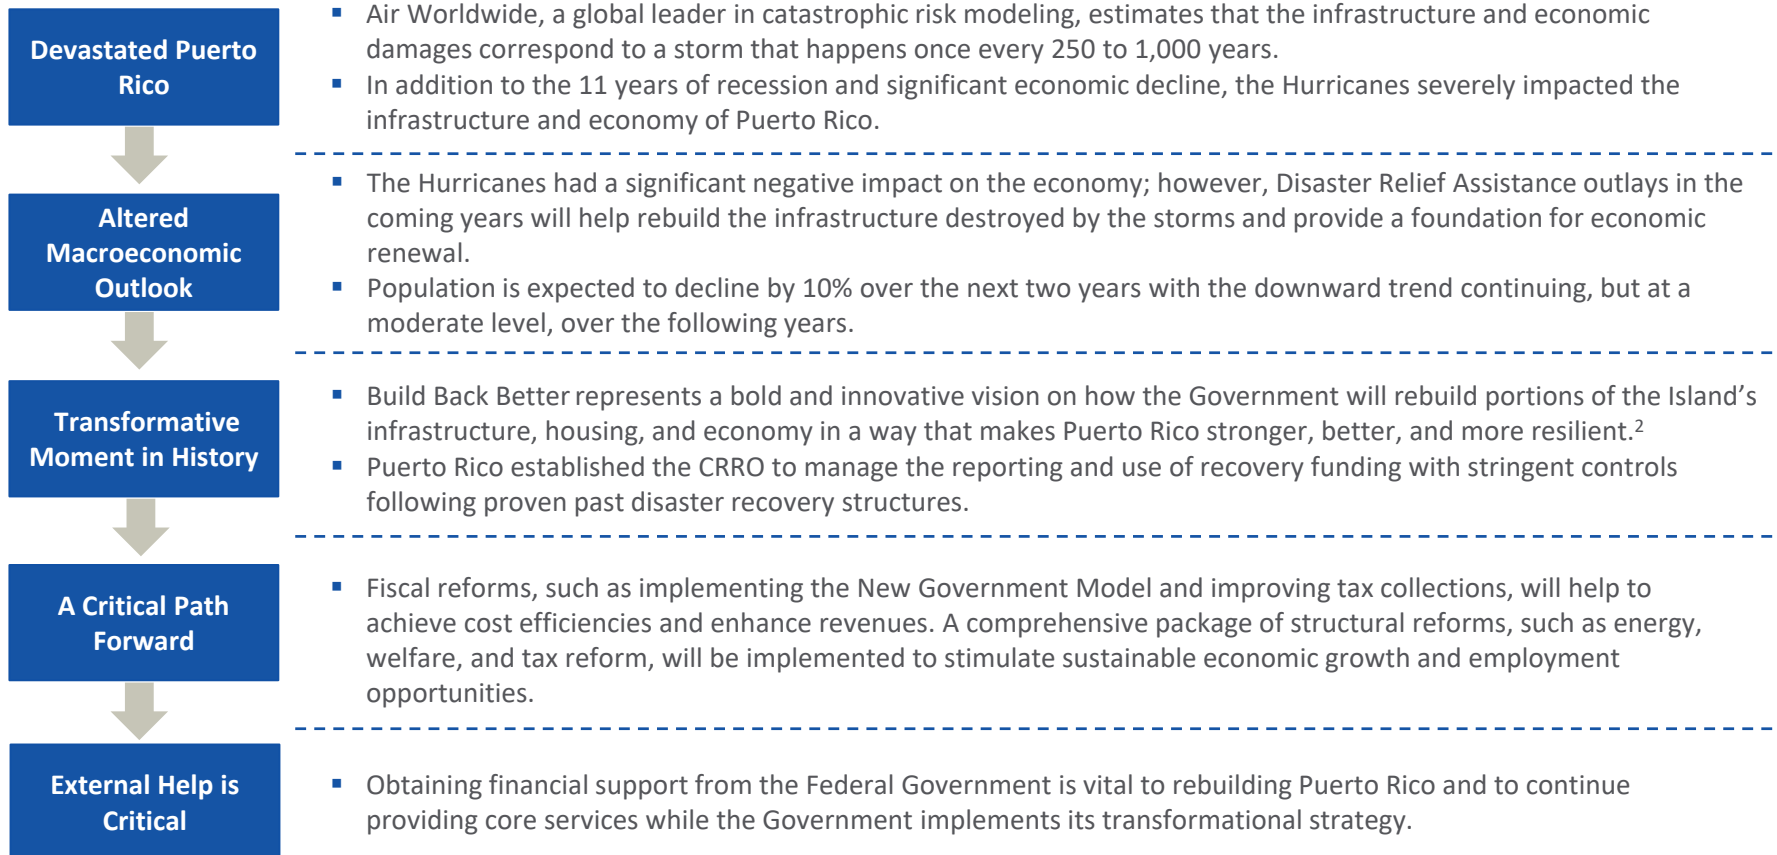 Devastated Puerto
Rico
▪ Air Worldwide, a global leader in catastrophic risk modeling, estimates that the infrastructure and economic
damages correspond to a storm that happens once every 250 to 1,000 years.
▪ In addition to the 11 years of recession and significant economic decline, the Hurricanes severely impacted the
infrastructure and economy of Puerto Rico.
Altered
Macroeconomic
Outlook
▪ The Hurricanes had a significant negative impact on the economy; however, Disaster Relief Assistance outlays in the
coming years will help rebuild the infrastructure destroyed by the storms and provide a foundation for economic
renewal.
▪ Population is expected to decline by 10% over the next two years with the downward trend continuing, but at a
moderate level, over the following years.
Transformative
Moment in History
▪ Build Back Better represents a bold and innovative vision on how the Government will rebuild portions of the Island’s
infrastructure, housing, and economy in a way that makes Puerto Rico stronger, better, and more resilient.²
▪ Puerto Rico established the CRRO to manage the reporting and use of recovery funding with stringent controls
following proven past disaster recovery structures.
A Critical Path
Forward
▪ Fiscal reforms, such as implementing the New Government Model and improving tax collections, will help to
achieve cost efficiencies and enhance revenues. A comprehensive package of structural reforms, such as energy,
welfare, and tax reform, will be implemented to stimulate sustainable economic growth and employment
opportunities.
External Help is
Critical
▪ Obtaining financial support from the Federal Government is vital to rebuilding Puerto Rico and to continue
providing core services while the Government implements its transformational strategy.